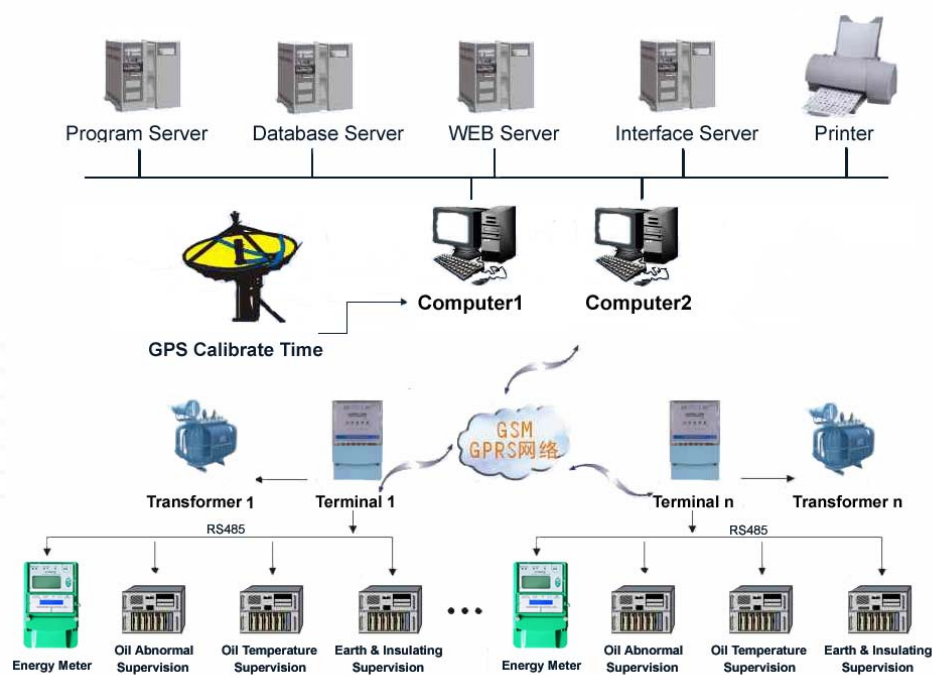 Program Server
Database Server
WEB Server
Interface Server
Printer
Computer1
Computer2
GPS Calibrate Time
GSM
GPRS网络
Transformer 1
Terminal 1
Terminal n
Transformer n
RS485
RS485
Energy Meter
Oil Abnormal
Supervision
Oil Temperature
Supervision
Earth & Insulating
Supervision
•••
Energy Meter
Oil Abnormal
Supervision
Oil Temperature
Supervision
Earth & Insulating
Supervision